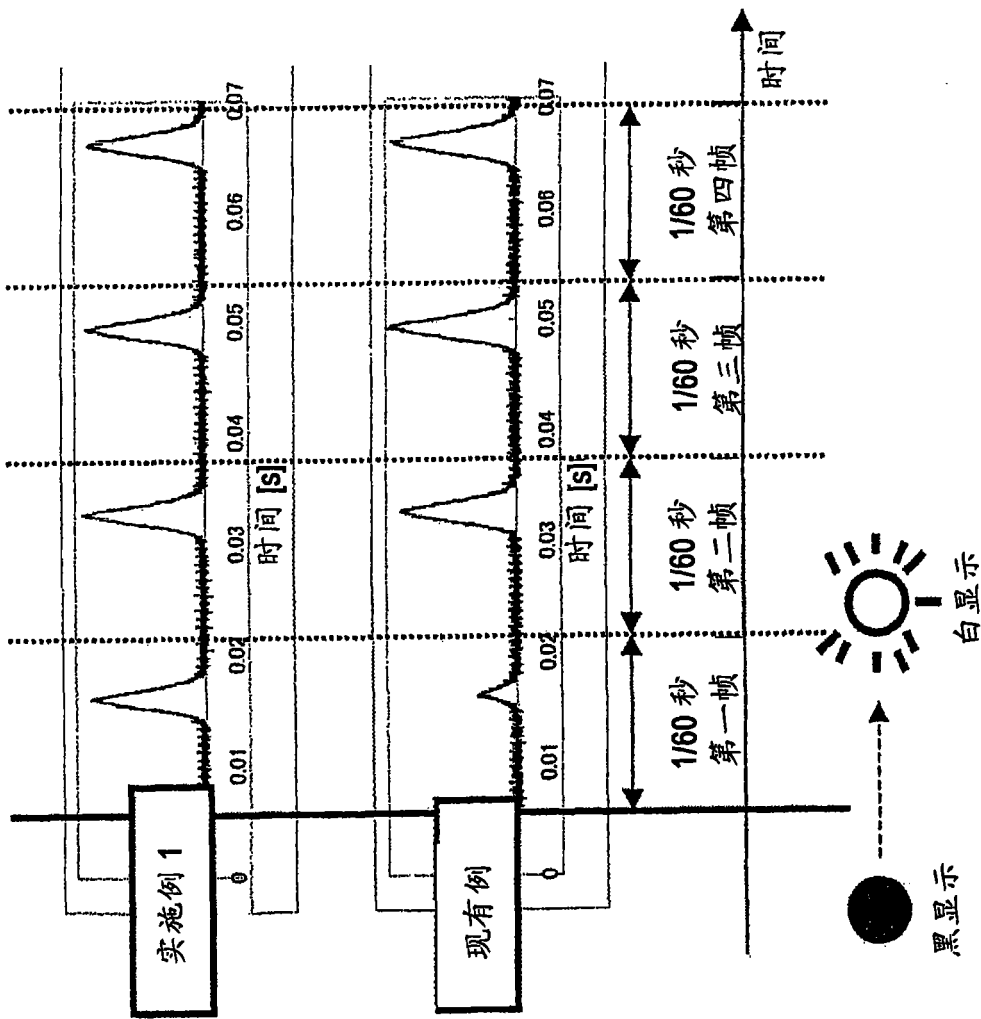 实施例 1
0
0.01
0.02
0.03
0.04
0.05
0.06
0.07
时间 [s]
现有例
0
0.01
0.02
0.03
0.04
0.05
0.06
0.07
时间 [s]
1/60 秒
第一帧
1/60 秒
第二帧
1/60 秒
第三帧
1/60 秒
第四帧
时间
黑显示
白显示